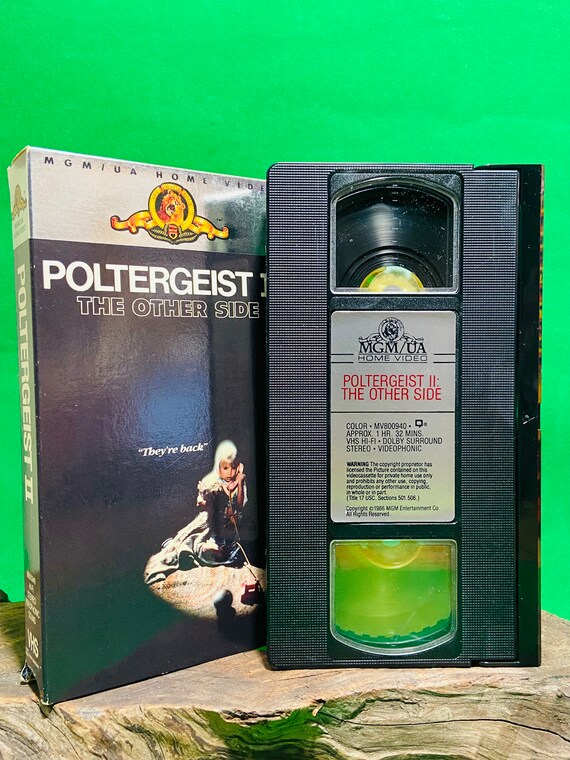 MGM/UA HOME VIDE
POLTERGEIST I
THE OTHER SIDE
"They're back"
POLTERGEIST II
VHS
MGM/UA
HOME VIDEO
POLTERGEIST II:
THE OTHER SIDE
COLOR • MV800940 •
APPROX. 1 HR. 32 MINS.
VHS HI-FI • DOLBY SURROUND
STEREO • VIDEOPHONIC
WARNING The copyright proprietor has
licensed the Picture contained on this
videocassette for private home use only
and prohibits any other use, copying,
reproduction or performance in public,
in whole or in part.
(Title 17 USC. Sections 501.506.)
Copyright ©1986 MGM Entertainment Co.
All Rights Reserved.